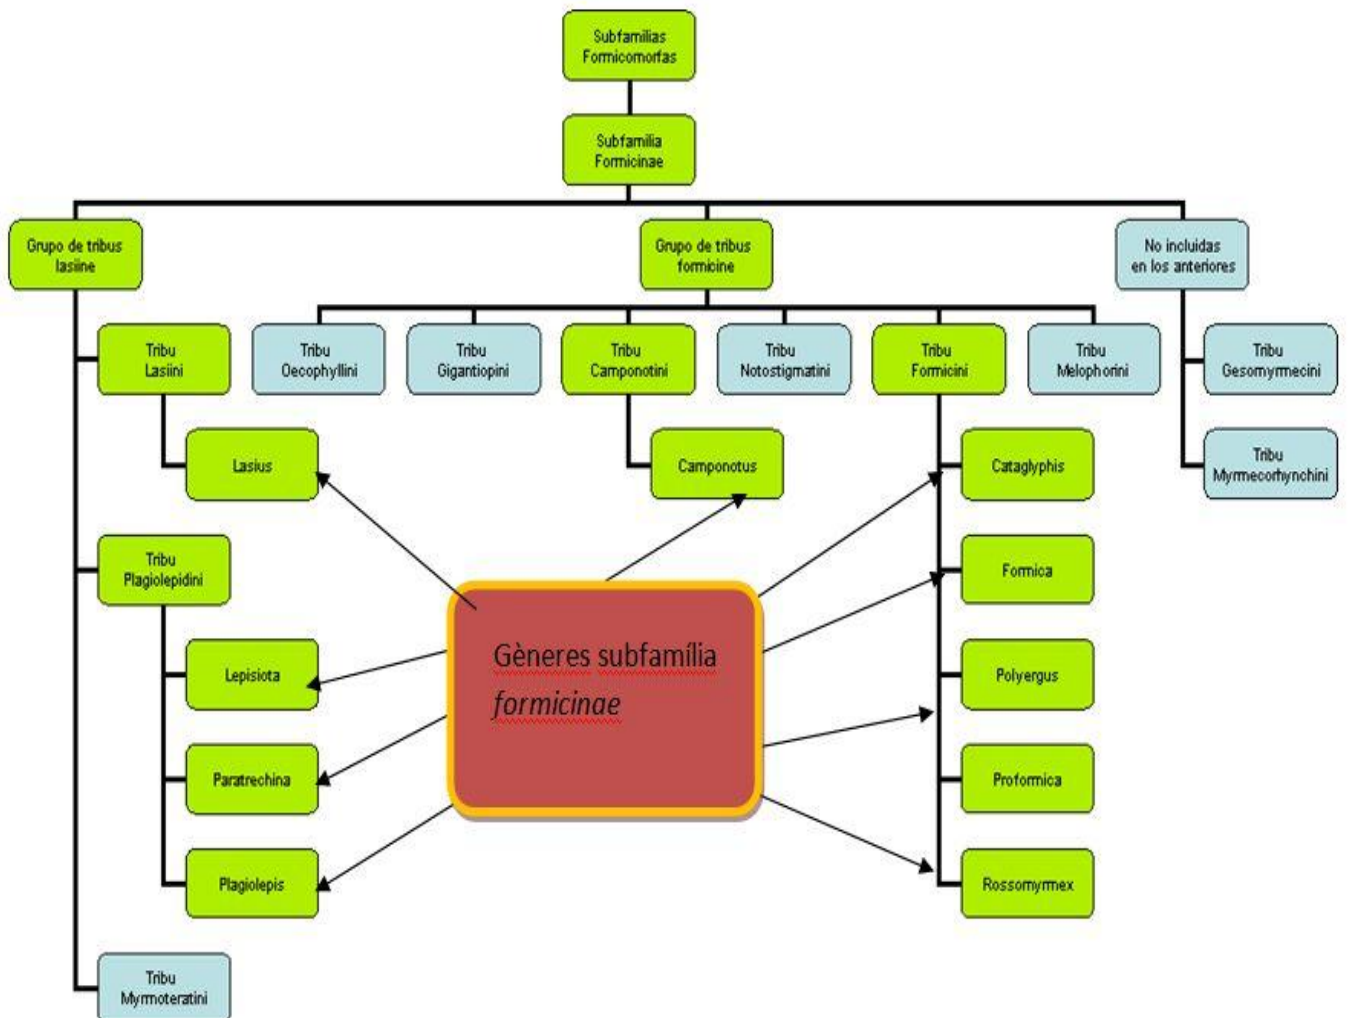 Subfamilias
Formicomorfas
Subfamilia
Formicinae
Grupo de tribus
lasiine
Grupo de tribus
formicine
No incluidas
en los anteriores
Tribu
Lasiini
Tribu
Oecophyllini
Tribu
Gigantiopini
Tribu
Camponotini
Tribu
Notostigmatini
Tribu
Formicini
Tribu
Melophorini
Tribu
Gesomyrmecini
Lasius
Camponotus
Cataglyphis
Tribu
Myrmecorhynchini
Tribu
Plagiolepidini
Formica
Gèneres subfamília
formicinae
Lepisiota
Polyergus
Paratrechina
Proformica
Plagiolepis
Rossomyrmex
Tribu
Myrmoteratini